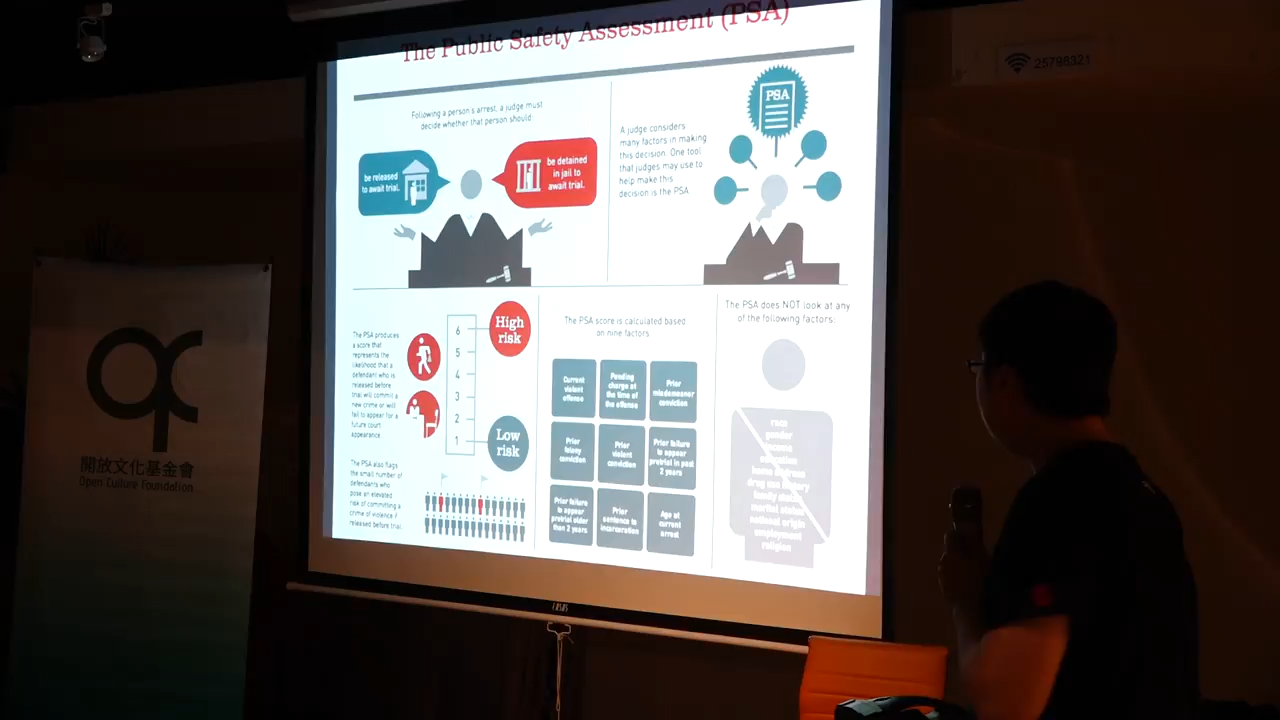 The Public Safety Assessment (PSA)
25798321
Following a person's arrest, a judge must
decide whether that person should:
be released
to await trial.
be detained
in jail to
await trial.
A judge considers
many factors in making
this decision. One tool
that judges may use to
help make this
decision is the PSA.
PSA
The PSA produces
a score that
represents the
likelihood that a
defendant who is
released before
trial will commit a
new crime or will
fail to appear for a
future court
appearance.
6
5
4
3
2
1
High
risk
Low
risk
The PSA also flags
the small number of
defendants who
pose an elevated
risk of committing a
crime of violence if
released before trial.
The PSA score is calculated based
on nine factors
Current
violent
offense
Pending
charge at
the time of
the offense
Prior
misdemeanor
conviction
Prior
felony
conviction
Prior
violent
conviction
Prior failure
to appear
pretrial in past
2 years
Prior failure
to appear
pretrial older
than 2 years
Prior
sentence to
incarceration
Age at
current
arrest
The PSA does NOT look at any
of the following factors:
race
gender
income
drug use history
family status
marital status
national origin
employment
religion
開放文化基金會
Open Culture Foundation